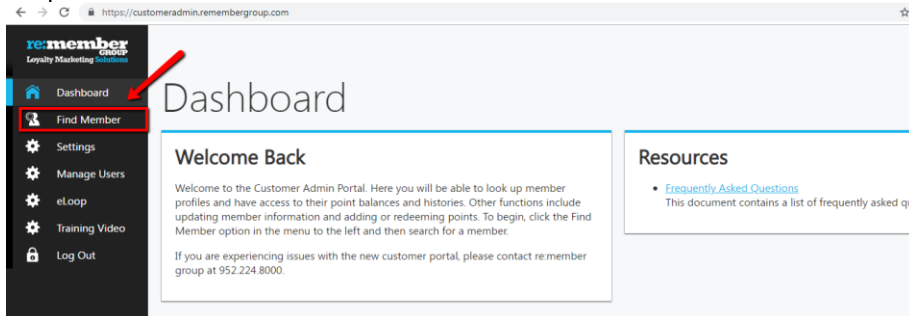 https://customeradmin.remembergroup.com
re:member
GROUP
Loyalty Marketing Solutions
Dashboard
Find Member
Settings
Manage Users
eLoop
Training Video
Log Out
Dashboard
Welcome Back
Welcome to the Customer Admin Portal. Here you will be able to look up member
profiles and have access to their point balances and histories. Other functions include
updating member information and adding or redeeming points. To begin, click the Find
Member option in the menu to the left and then search for a member.
If you are experiencing issues with the new customer portal, please contact re:member
group at 952.224.8000.
Resources
Frequently Asked Questions
This document contains a list of frequently asked